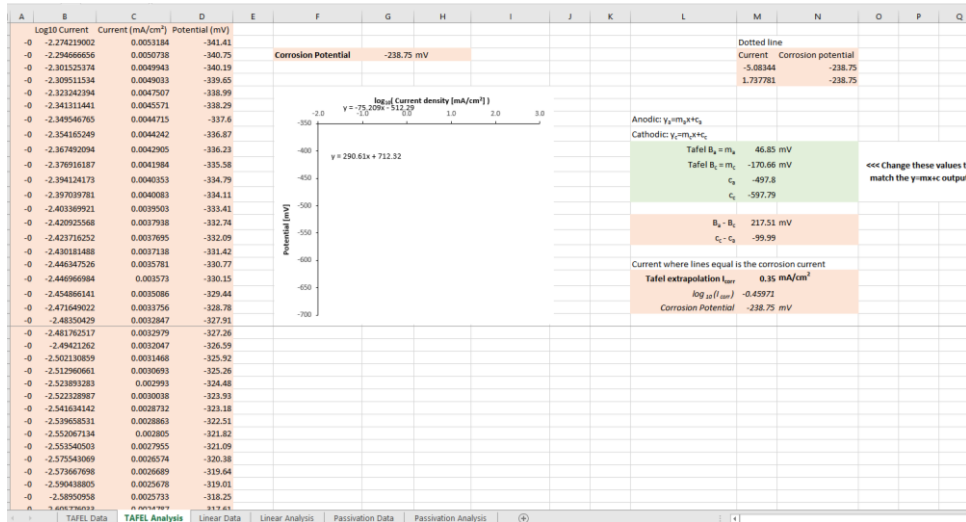 A B C D E F G H I J K L M N O P Q
Log10 Current Current (mA/cm²) Potential (mV)
-0 -2.274219002 0.0053184 -341.41 Dotted line
-0 -2.294666656 0.0050738 -340.75 Corrosion Potential -238.75 mV Current Corrosion potential
-0 -2.301525374 0.0049943 -340.19 -5.08344 -238.75
-0 -2.309511534 0.0049033 -339.65 1.737781 -238.75
-0 -2.323242394 0.0047507 -338.99
-0 -2.341311441 0.0045571 -338.29
-0 -2.349546765 0.0044715 -337.6 Anodic: yₐ=mₐx+cₐ
-0 -2.354165249 0.0044242 -336.87 Cathodic: y꜀=m꜀x+c꜀
-0 -2.367492094 0.0042905 -336.23 Tafel Bₐ = mₐ 46.85 mV
-0 -2.376916187 0.0041984 -335.58 Tafel B꜀ = m꜀ -170.66 mV <<< Change these values t
-0 -2.394124173 0.0040353 -334.79 cₐ -497.8 match the y=mx+c output
-0 -2.397039781 0.0040083 -334.11 c꜀ -597.79
-0 -2.403369921 0.0039503 -333.41
-0 -2.420925568 0.0037938 -332.74 Bₐ - B꜀ 217.51 mV
-0 -2.423716252 0.0037695 -332.09 c꜀ - cₐ -99.99
-0 -2.430181488 0.0037138 -331.42
-0 -2.446347526 0.0035781 -330.77 Current where lines equal is the corrosion current
-0 -2.446966984 0.003573 -330.15 Tafel extrapolation Icorr 0.35 mA/cm²
-0 -2.454866141 0.0035086 -329.44 log 10 (I corr) -0.45971
-0 -2.471649022 0.0033756 -328.78 Corrosion Potential -238.75 mV
-0 -2.48350429 0.0032847 -327.91
-0 -2.481762517 0.0032979 -327.26
-0 -2.49421262 0.0032047 -326.59
-0 -2.502130859 0.0031468 -325.92
-0 -2.512960661 0.0030693 -325.26
-0 -2.523893283 0.002993 -324.48
-0 -2.522328987 0.0030038 -323.93
-0 -2.541634142 0.0028732 -323.18
-0 -2.539658531 0.0028863 -322.51
-0 -2.552067134 0.002805 -321.82
-0 -2.553540503 0.0027955 -321.09
-0 -2.575543069 0.0026574 -320.38
-0 -2.573667698 0.0026689 -319.64
-0 -2.590438805 0.0025678 -319.01
-0 -2.58950958 0.0025733 -318.25
-0 -2.605776033 0.0024787 -317.61
log₁₀( Current density [mA/cm²] )
y = -75.209x - 512.29
-2.0 -1.0 0.0 1.0 2.0 3.0
-350
y = 290.61x + 712.32
-400
-450
-500
-550
-600
-650
-700
Potential [mV]
TAFEL Data TAFEL Analysis Linear Data Linear Analysis Passivation Data Passivation Analysis